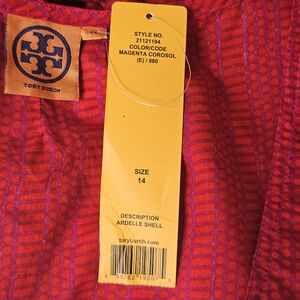 TORY BURCH
STYLE NO.
21121194
COLOR/CODE
MAGENTA COROSOL
(E) / 880
SIZE
14
DESCRIPTION
ARDELLE SHELL
toryburch.com